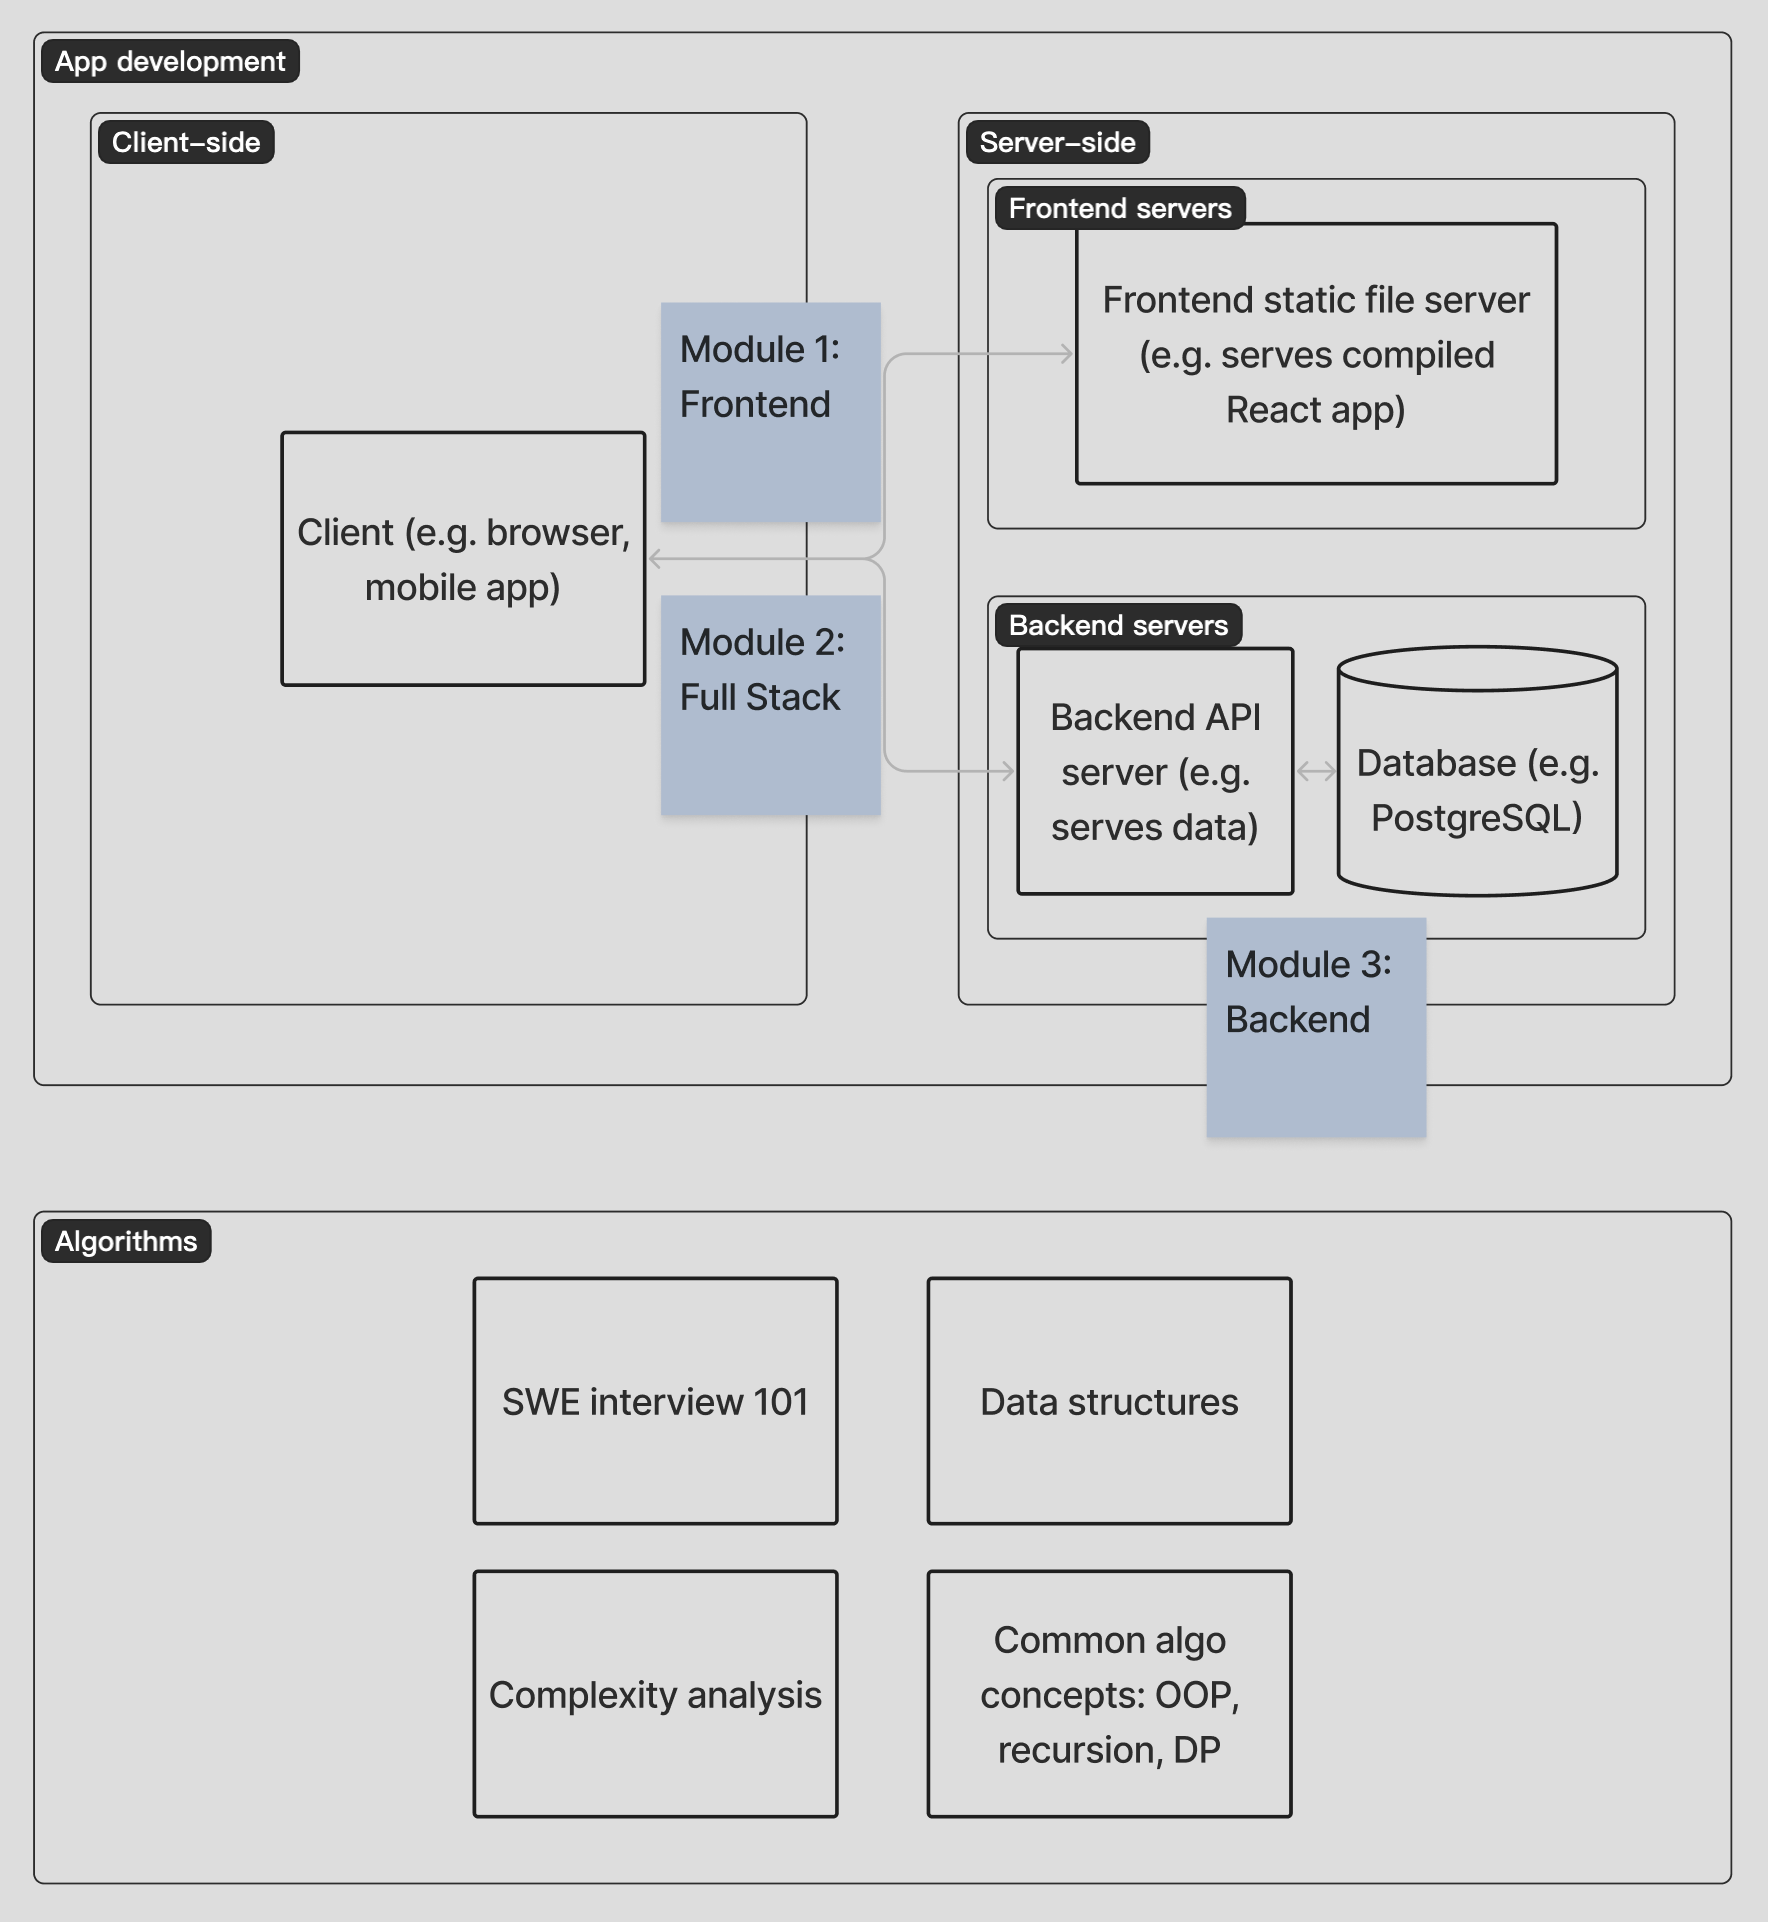 App development
Client-side
Server-side
Frontend servers
Frontend static file server
(e.g. serves compiled
React app)
Module 1:
Frontend
Client (e.g. browser,
mobile app)
Module 2:
Full Stack
Backend servers
Backend API
server (e.g.
serves data)
Database (e.g.
PostgreSQL)
Module 3:
Backend
Algorithms
SWE interview 101
Data structures
Complexity analysis
Common algo
concepts: OOP,
recursion, DP